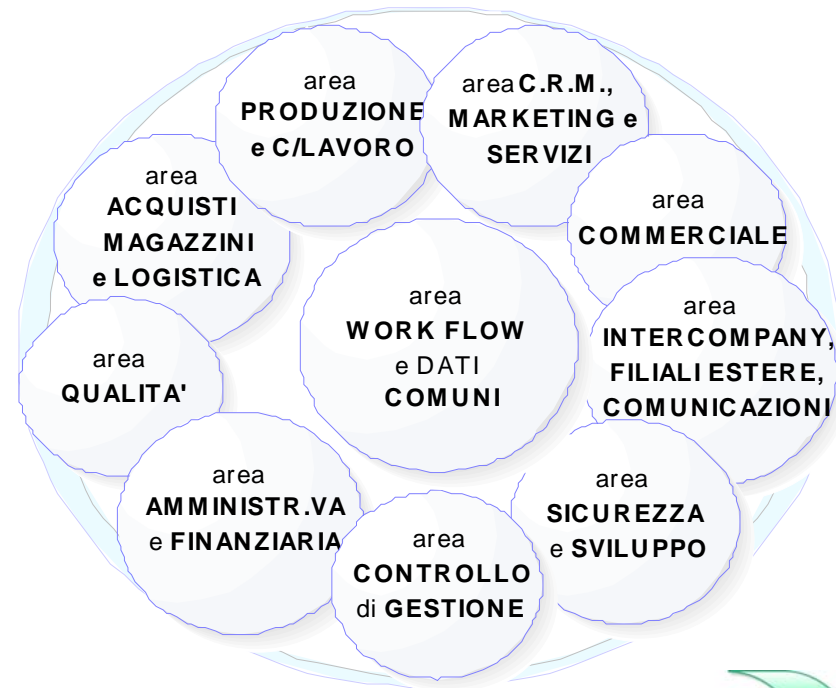 area
PRODUZIONE
e C/LAVORO
area C.R.M.,
MARKETING e
SERVIZI
area
ACQUISTI
MAGAZZINI
e LOGISTICA
area
COMMERCIALE
area
WORK FLOW
e DATI
COMUNI
area
INTERCOMPANY,
FILIALI ESTERE,
COMUNICAZIONI
area
QUALITA'
area
AMMINISTR.VA
e FINANZIARIA
area
CONTROLLO
di GESTIONE
area
SICUREZZA
e SVILUPPO